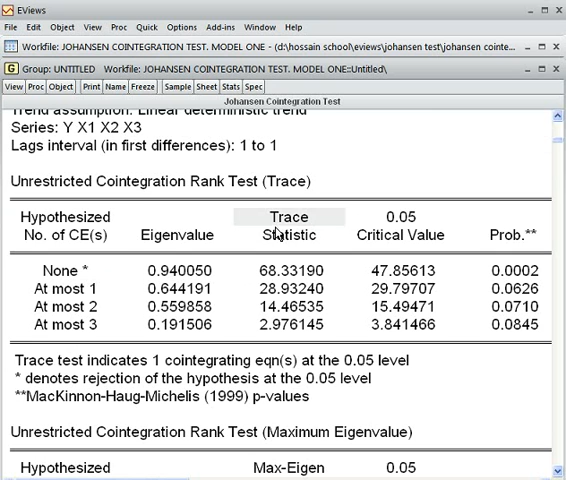 EViews
File Edit Object View Proc Quick Options Add-ins Window Help
Workfile: JOHANSEN COINTEGRATION TEST. MODEL ONE - (d:\hossain school\eviews\johansen test\johansen cointe...
G Group: UNTITLED Workfile: JOHANSEN COINTEGRATION TEST. MODEL ONE::Untitled\
View Proc Object Print Name Freeze Sample Sheet Stats Spec
Johansen Cointegration Test
Trend assumption: Linear deterministic trend
Series: Y X1 X2 X3
Lags interval (in first differences): 1 to 1
Unrestricted Cointegration Rank Test (Trace)
Hypothesized Trace 0.05
No. of CE(s) Eigenvalue Statistic Critical Value Prob.**
None * 0.940050 68.33190 47.85613 0.0002
At most 1 0.644191 28.93240 29.79707 0.0626
At most 2 0.559858 14.46535 15.49471 0.0710
At most 3 0.191506 2.976145 3.841466 0.0845
Trace test indicates 1 cointegrating eqn(s) at the 0.05 level
* denotes rejection of the hypothesis at the 0.05 level
**MacKinnon-Haug-Michelis (1999) p-values
Unrestricted Cointegration Rank Test (Maximum Eigenvalue)
Hypothesized Max-Eigen 0.05